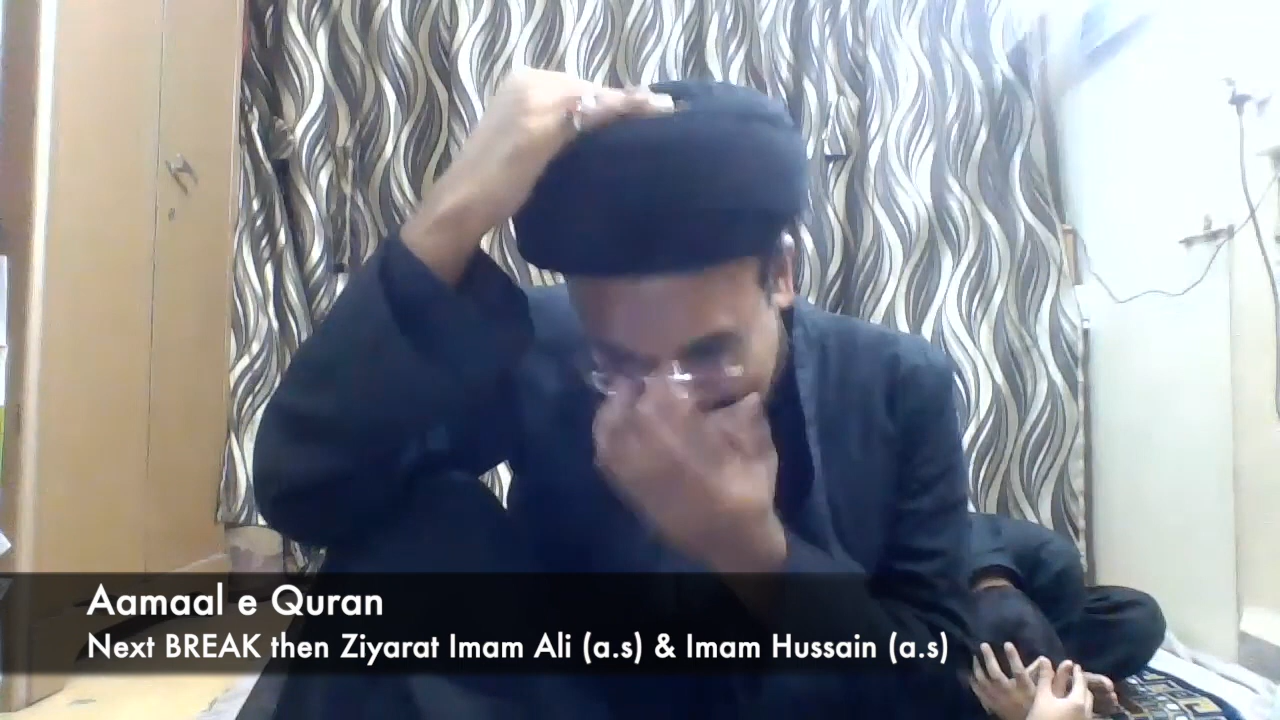 Aamaal e Quran
Next BREAK then Ziyarat Imam Ali (a.s) & Imam Hussain (a.s)